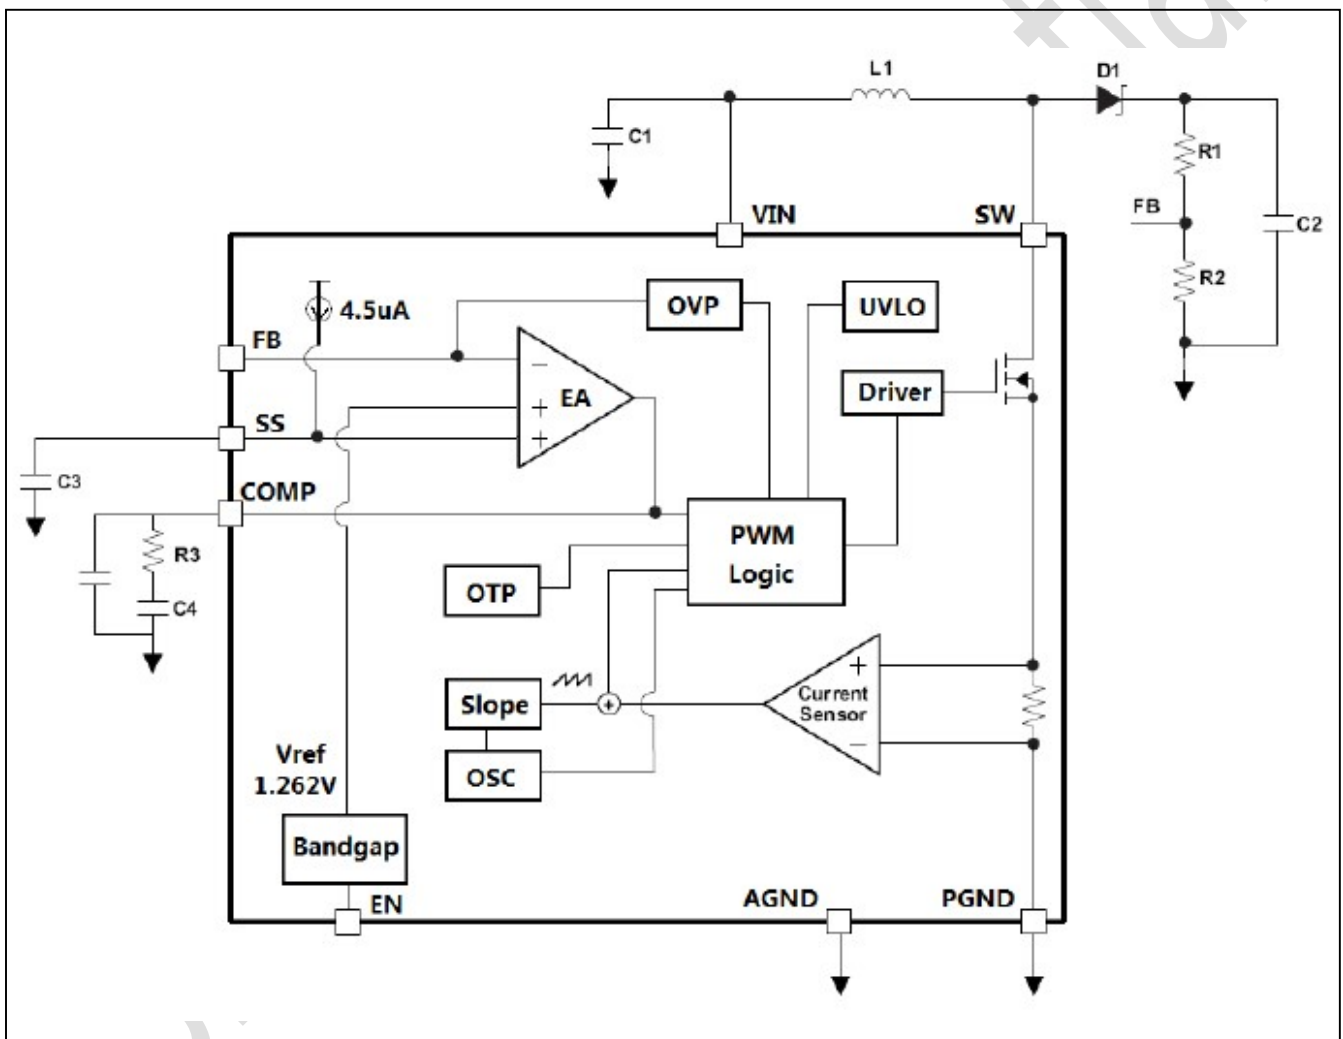 L1
D1
C1
R1
VIN
SW
FB
C2
R2
4.5uA
OVP
UVLO
FB
−
EA
Driver
+
SS
+
C3
COMP
PWM
Logic
R3
OTP
C4
+
Current
Sensor
Slope
+
−
Vref
1.262V
OSC
Bandgap
EN
AGND
PGND